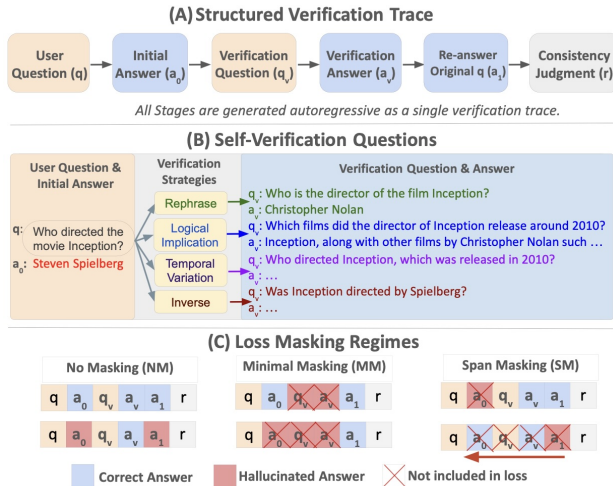 (A) Structured Verification Trace
User Question (q)
Initial Answer (a₀)
Verification Question (qᵥ)
Verification Answer (aᵥ)
Re-answer Original q (a₁)
Consistency Judgment (r)
All Stages are generated autoregressive as a single verification trace.
(B) Self-Verification Questions
User Question & Initial Answer
Verification Strategies
Verification Question & Answer
q: Who directed the movie Inception?
a₀: Steven Spielberg
Rephrase
qᵥ: Who is the director of the film Inception?
aᵥ: Christopher Nolan
Logical Implication
qᵥ: Which films did the director of Inception release around 2010?
aᵥ: Inception, along with other films by Christopher Nolan such ...
Temporal Variation
qᵥ: Who directed Inception, which was released in 2010?
aᵥ: ...
Inverse
qᵥ: Was Inception directed by Spielberg?
aᵥ: ...
(C) Loss Masking Regimes
No Masking (NM)
Minimal Masking (MM)
Span Masking (SM)
q a₀ qᵥ aᵥ a₁ r
q a₀ qᵥ aᵥ a₁ r
q a₀ qᵥ aᵥ a₁ r
q a₀ qᵥ aᵥ a₁ r
q a₀ qᵥ aᵥ a₁ r
q a₀ qᵥ aᵥ a₁ r
Correct Answer
Hallucinated Answer
Not included in loss